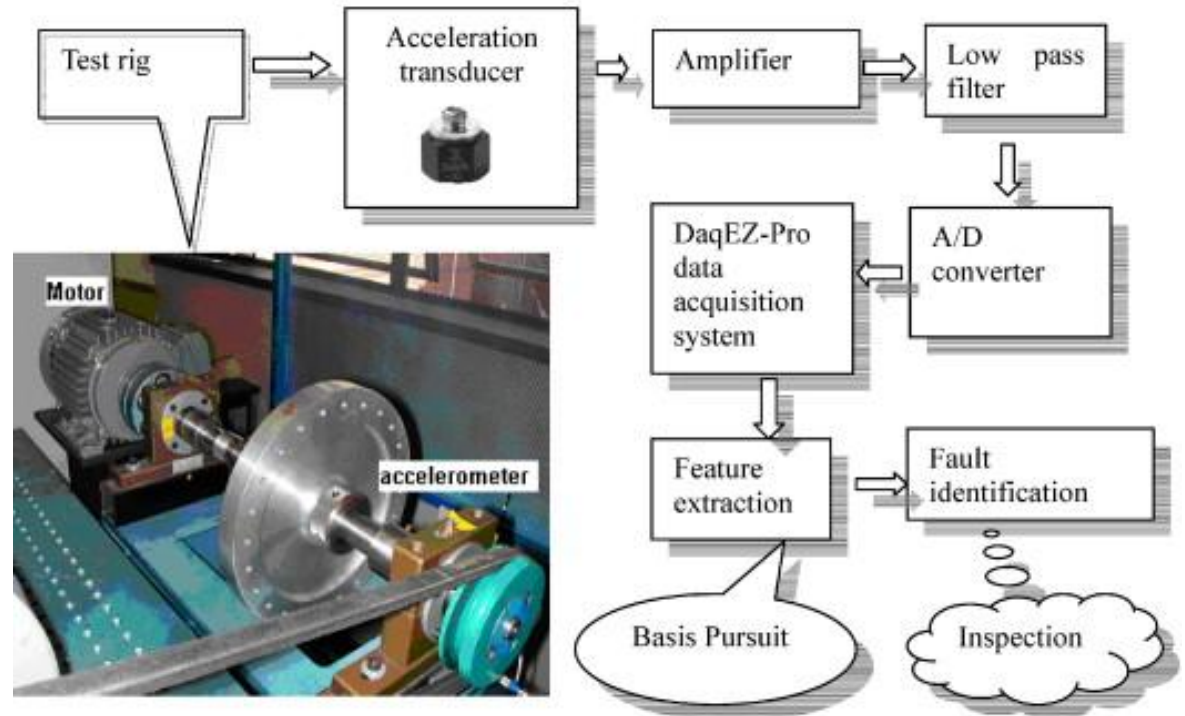 Test rig
Acceleration
transducer
Amplifier
Low pass
filter
A/D
converter
DaqEZ-Pro
data
acquisition
system
Feature
extraction
Fault
identification
Basis Pursuit
Inspection
Motor
accelerometer